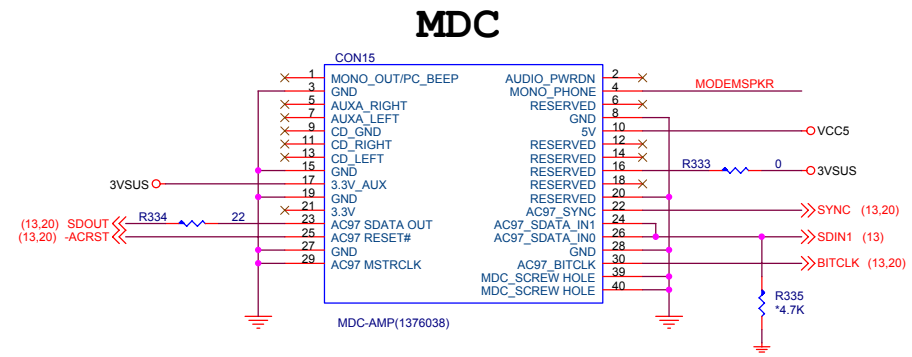 MDC
CON15
1 MONO_OUT/PC_BEEP AUDIO_PWRDN 2
3 GND MONO_PHONE 4 MODEMSPKR
5 AUXA_RIGHT RESERVED 6
7 AUXA_LEFT GND 8
9 CD_GND 5V 10 VCC5
11 CD_RIGHT RESERVED 12
13 CD_LEFT RESERVED 14
15 GND RESERVED 16 R333 0 3VSUS
3VSUS 17 3.3V_AUX RESERVED 18
19 GND RESERVED 20
21 3.3V AC97_SYNC 22 SYNC (13,20)
(13,20) SDOUT R334 22 23 AC97 SDATA OUT AC97_SDATA_IN1 24
(13,20) -ACRST 25 AC97 RESET# AC97_SDATA_IN0 26 SDIN1 (13)
27 GND GND 28
29 AC97 MSTRCLK AC97_BITCLK 30 BITCLK (13,20)
MDC_SCREW HOLE 39
MDC_SCREW HOLE 40
R335
*4.7K
MDC-AMP(1376038)